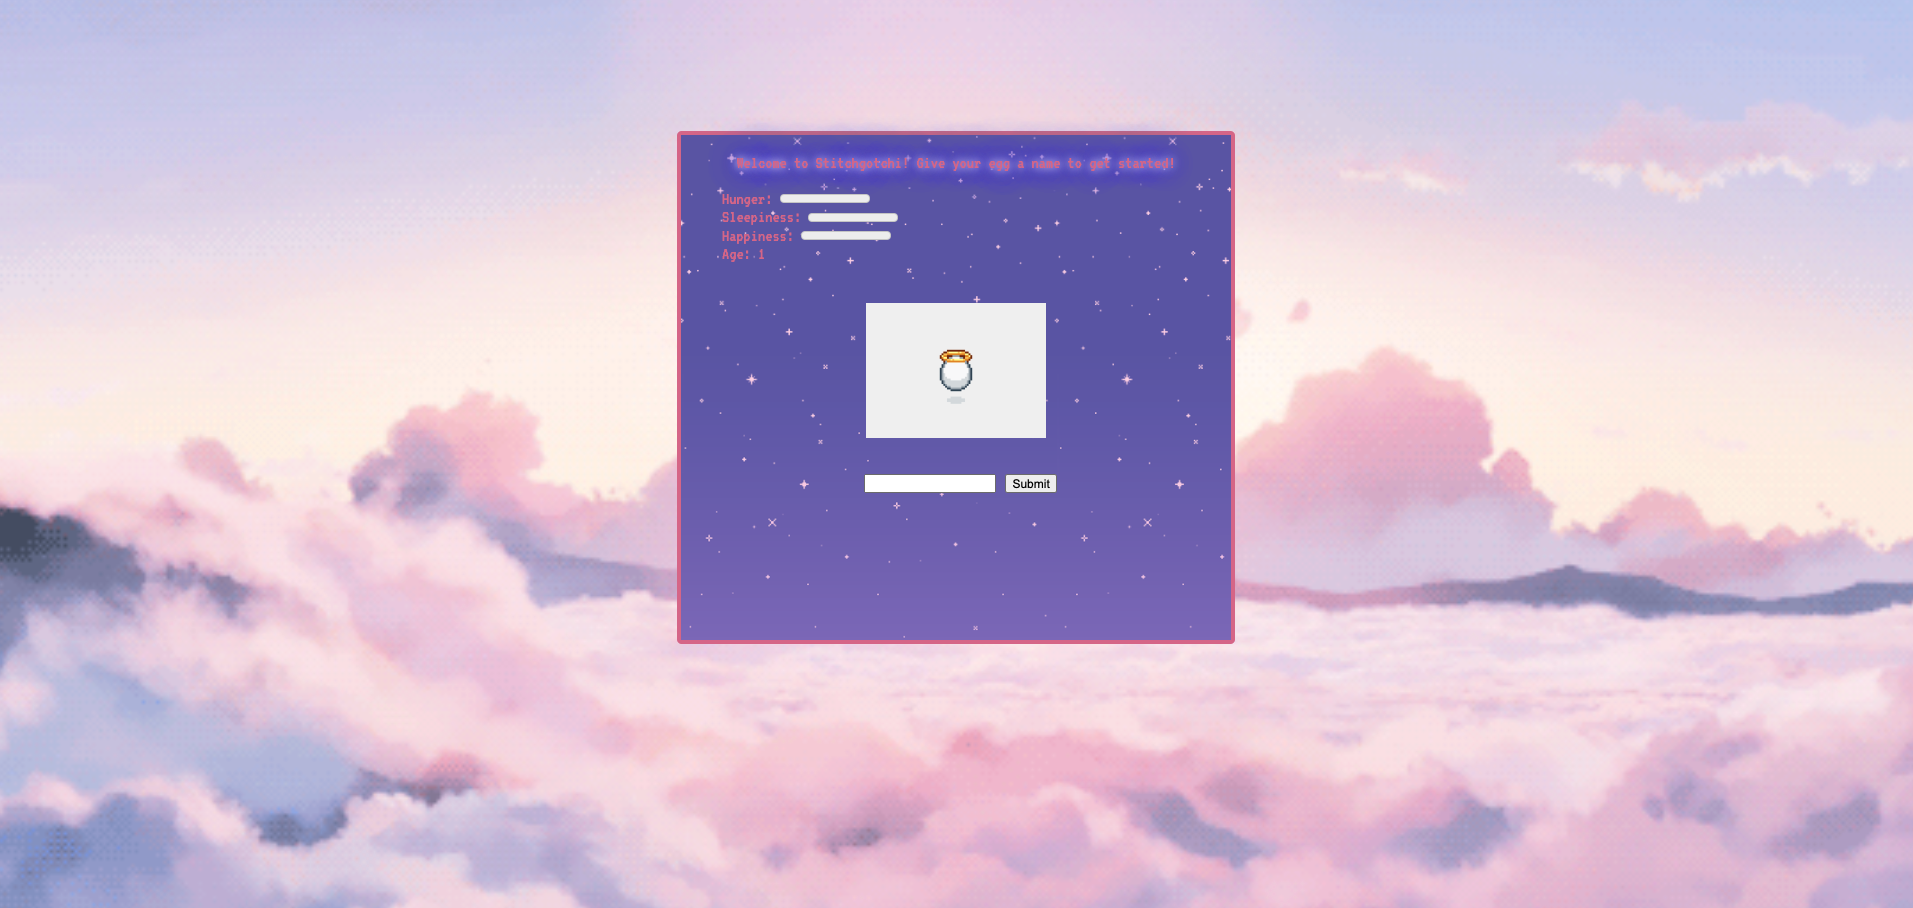 Welcome to Stitchgotchi! Give your egg a name to get started!
Hunger:
Sleepiness:
Happiness:
Age: 1
Submit